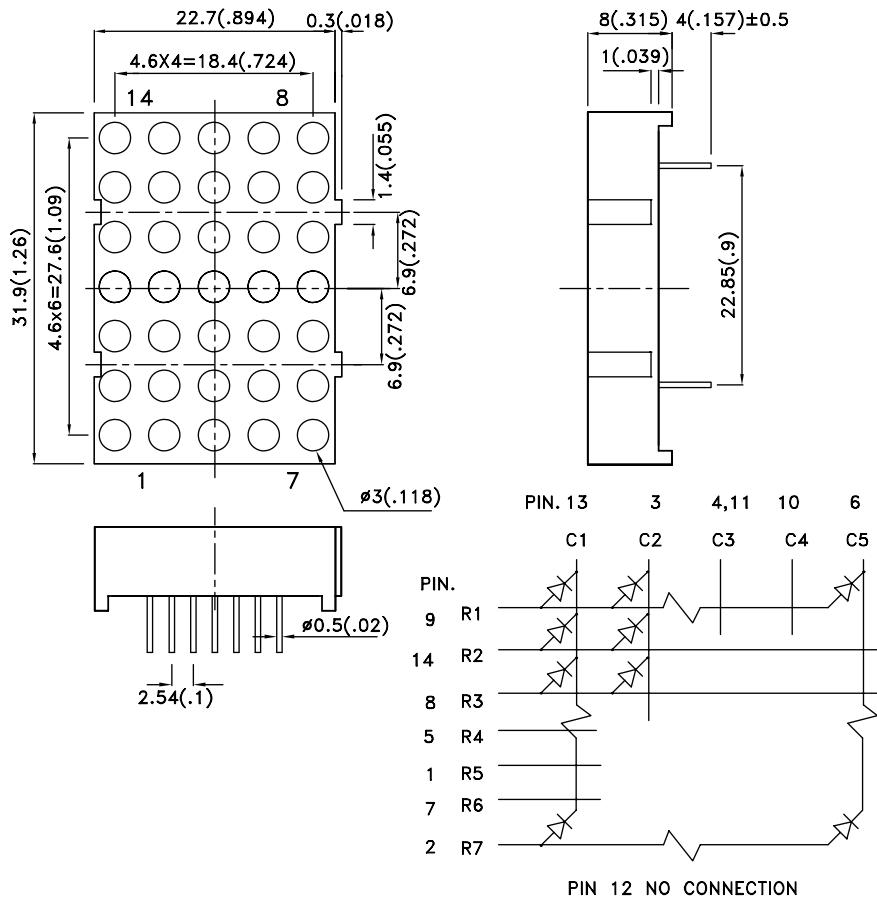 22.7(.894)
0.3(.018)
4.6X4=18.4(.724)
14
8
31.9(1.26)
4.6x6=27.6(1.09)
1.4(.055)
6.9(.272)
6.9(.272)
1
7
ø3(.118)
8(.315)
4(.157)±0.5
1(.039)
22.85(.9)
ø0.5(.02)
2.54(.1)
PIN. 13 3 4,11 10 6
C1 C2 C3 C4 C5
PIN.
9 R1
14 R2
8 R3
5 R4
1 R5
7 R6
2 R7
PIN 12 NO CONNECTION